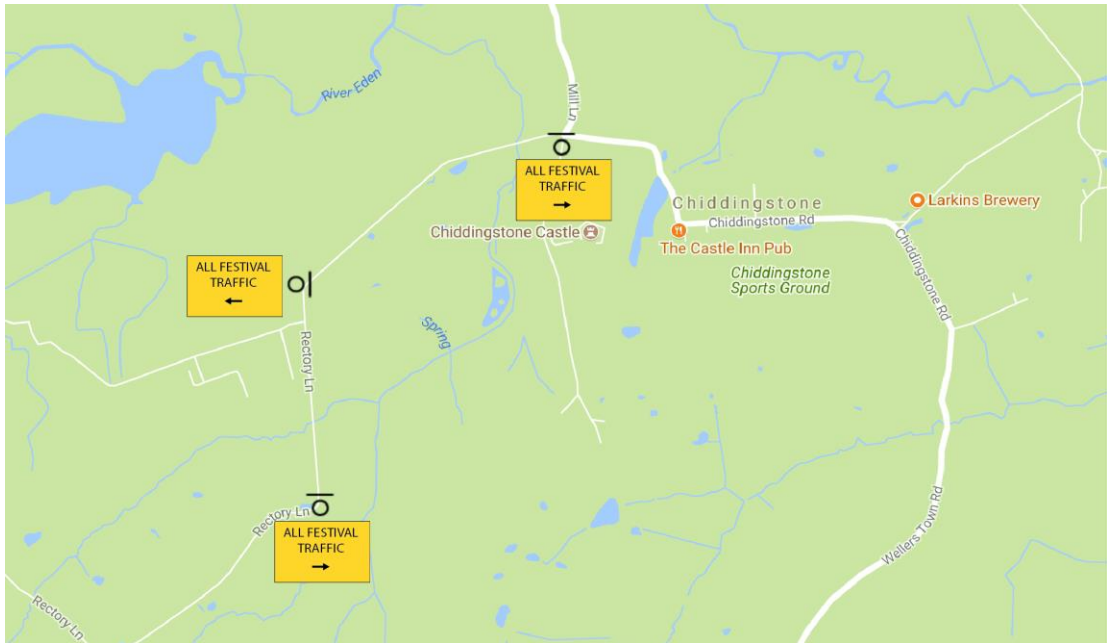 River Eden
Mill Ln
ALL FESTIVAL
TRAFFIC
→
Chiddingstone
Chiddingstone Rd
Larkins Brewery
Chiddingstone Castle
The Castle Inn Pub
Chiddingstone
Sports Ground
Chiddingstone Rd
ALL FESTIVAL
TRAFFIC
←
Spring
Rectory Ln
Rectory Ln
ALL FESTIVAL
TRAFFIC
→
Wellers Town Rd
Rectory Ln